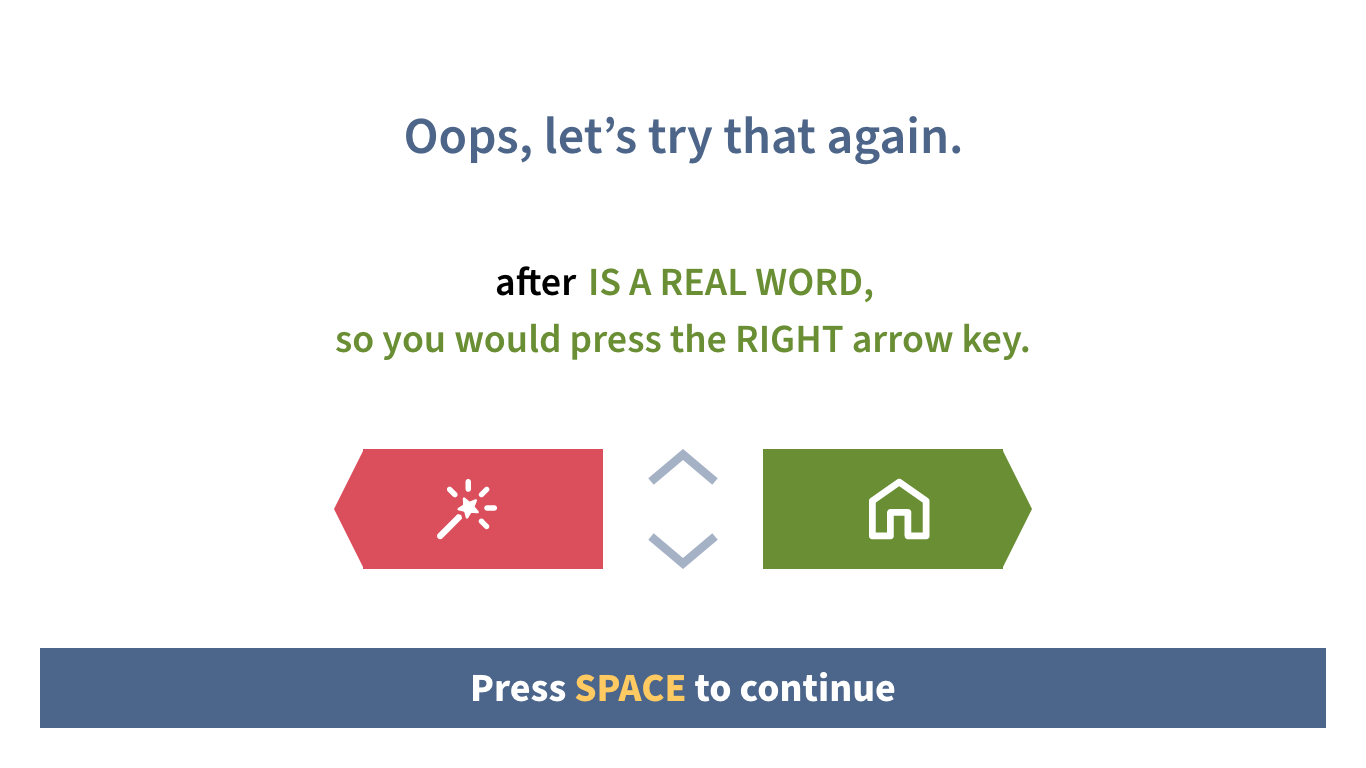 Oops, let’s try that again.
after IS A REAL WORD,
so you would press the RIGHT arrow key.
Press SPACE to continue